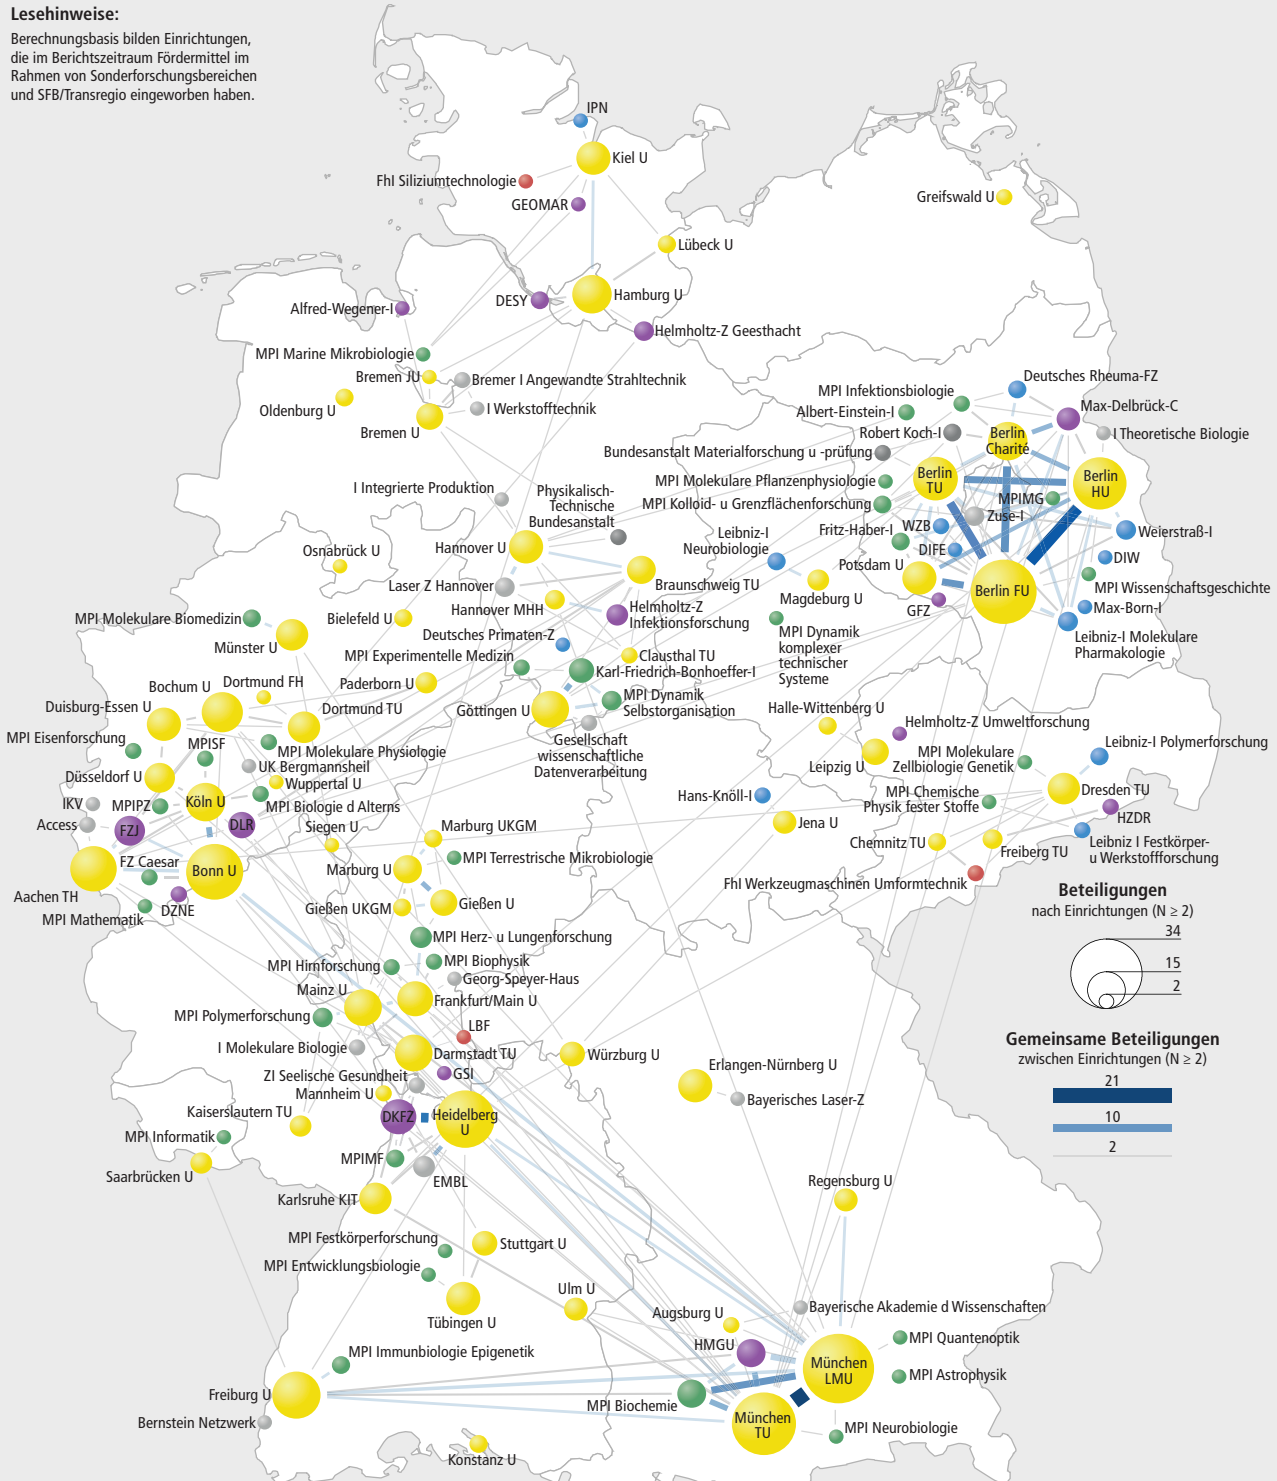 Lesehinweise:
Berechnungsbasis bilden Einrichtungen,
die im Berichtszeitraum Fördermittel im
Rahmen von Sonderforschungsbereichen
und SFB/Transregio eingeworben haben.
IPN
Kiel U
FhI Siliziumtechnologie
GEOMAR
Greifswald U
Lübeck U
DESY
Hamburg U
Alfred-Wegener-I
Helmholtz-Z Geesthacht
MPI Marine Mikrobiologie
Bremen JU
Bremer I Angewandte Strahltechnik
Oldenburg U
I Werkstofftechnik
Bremen U
Deutsches Rheuma-FZ
MPI Infektionsbiologie
Albert-Einstein-I
Max-Delbrück-C
Robert Koch-I
Berlin
Charité
I Theoretische Biologie
Bundesanstalt Materialforschung u -prüfung
Berlin
TU
Berlin
HU
MPI Molekulare Pflanzenphysiologie
MPIMG
MPI Kolloid- u Grenzflächenforschung
Zuse-I
Fritz-Haber-I
WZB
Weierstraß-I
DIFE
DIW
Potsdam U
MPI Wissenschaftsgeschichte
Berlin FU
GFZ
Max-Born-I
Leibniz-I Molekulare
Pharmakologie
I Integrierte Produktion
Physikalisch-
Technische
Bundesanstalt
Leibniz-I
Neurobiologie
Osnabrück U
Hannover U
Laser Z Hannover
Braunschweig TU
Magdeburg U
Hannover MHH
Helmholtz-Z
Infektionsforschung
MPI Molekulare Biomedizin
Bielefeld U
MPI Dynamik
komplexer
technischer
Systeme
Deutsches Primaten-Z
Münster U
MPI Experimentelle Medizin
Clausthal TU
Karl-Friedrich-Bonhoeffer-I
Bochum U
Dortmund FH
Paderborn U
MPI Dynamik
Selbstorganisation
Duisburg-Essen U
Dortmund TU
Göttingen U
Halle-Wittenberg U
Helmholtz-Z Umweltforschung
MPI Eisenforschung
MPISF
MPI Molekulare Physiologie
Gesellschaft
wissenschaftliche
Datenverarbeitung
Leibniz-I Polymerforschung
MPI Molekulare
Zellbiologie Genetik
Leipzig U
UK Bergmannsheil
Düsseldorf U
Wuppertal U
Dresden TU
Hans-Knöll-I
MPI Chemische
Physik fester Stoffe
IKV
MPIPZ
Köln U
MPI Biologie d Alterns
HZDR
Access
FZJ
DLR
Siegen U
Marburg UKGM
Jena U
Chemnitz TU
Freiberg TU
Leibniz I Festkörper-
u Werkstoffforschung
FZ Caesar
Bonn U
Marburg U
MPI Terrestrische Mikrobiologie
FhI Werkzeugmaschinen Umformtechnik
Aachen TH
DZNE
MPI Mathematik
Gießen UKGM
Gießen U
Beteiligungen
nach Einrichtungen (N ≥ 2)
34
15
2
MPI Herz- u Lungenforschung
MPI Hirnforschung
MPI Biophysik
Georg-Speyer-Haus
Mainz U
Frankfurt/Main U
MPI Polymerforschung
LBF
Gemeinsame Beteiligungen
zwischen Einrichtungen (N ≥ 2)
21
10
2
I Molekulare Biologie
Darmstadt TU
Würzburg U
Erlangen-Nürnberg U
ZI Seelische Gesundheit
GSI
Mannheim U
Bayerisches Laser-Z
Kaiserslautern TU
DKFZ
Heidelberg
U
MPI Informatik
MPIMF
Saarbrücken U
EMBL
Regensburg U
Karlsruhe KIT
MPI Festkörperforschung
Stuttgart U
MPI Entwicklungsbiologie
Ulm U
Tübingen U
Augsburg U
Bayerische Akademie d Wissenschaften
HMGU
MPI Quantenoptik
MPI Immunbiologie Epigenetik
München
LMU
MPI Astrophysik
Freiburg U
MPI Biochemie
München
TU
Bernstein Netzwerk
MPI Neurobiologie
Konstanz U